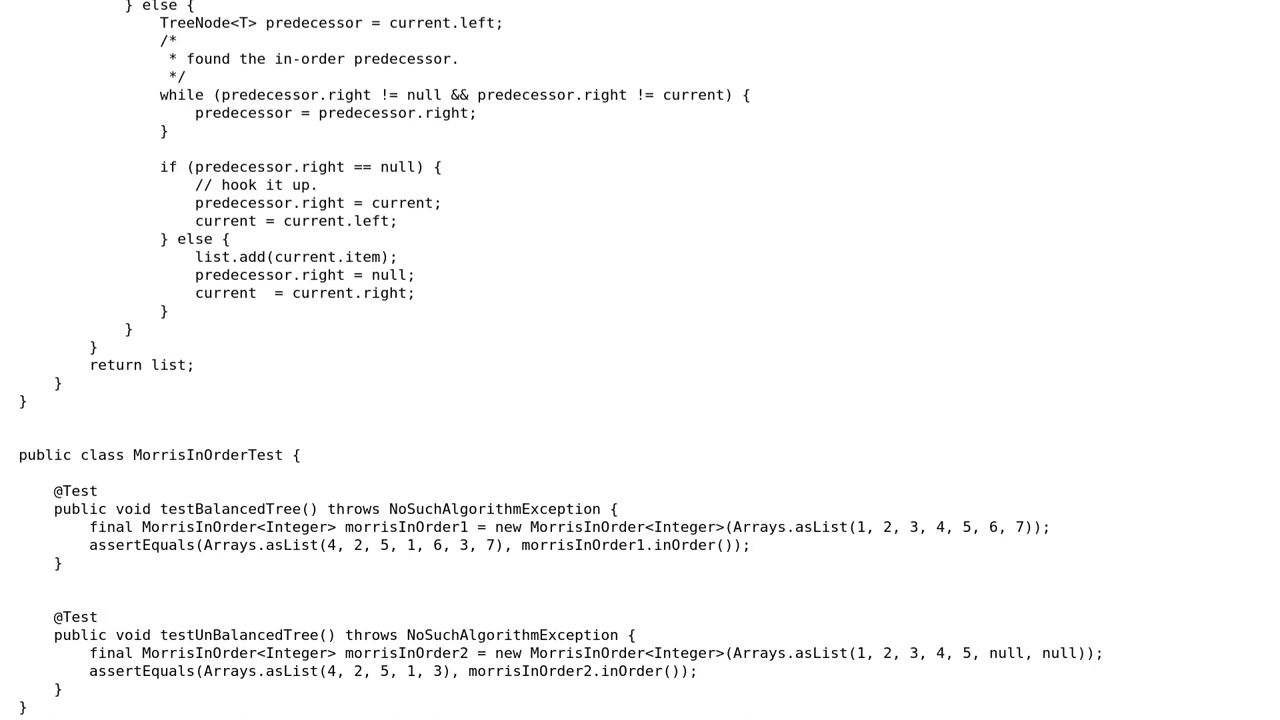 } else {
                TreeNode<T> predecessor = current.left;
                /*
                 * found the in-order predecessor.
                 */
                while (predecessor.right != null && predecessor.right != current) {
                    predecessor = predecessor.right;
                }

                if (predecessor.right == null) {
                    // hook it up.
                    predecessor.right = current;
                    current = current.left;
                } else {
                    list.add(current.item);
                    predecessor.right = null;
                    current  = current.right;
                }
            }
        }
        return list;
    }
}


public class MorrisInOrderTest {

    @Test
    public void testBalancedTree() throws NoSuchAlgorithmException {
        final MorrisInOrder<Integer> morrisInOrder1 = new MorrisInOrder<Integer>(Arrays.asList(1, 2, 3, 4, 5, 6, 7));
        assertEquals(Arrays.asList(4, 2, 5, 1, 6, 3, 7), morrisInOrder1.inOrder());
    }


    @Test
    public void testUnBalancedTree() throws NoSuchAlgorithmException {
        final MorrisInOrder<Integer> morrisInOrder2 = new MorrisInOrder<Integer>(Arrays.asList(1, 2, 3, 4, 5, null, null));
        assertEquals(Arrays.asList(4, 2, 5, 1, 3), morrisInOrder2.inOrder());
    }
}